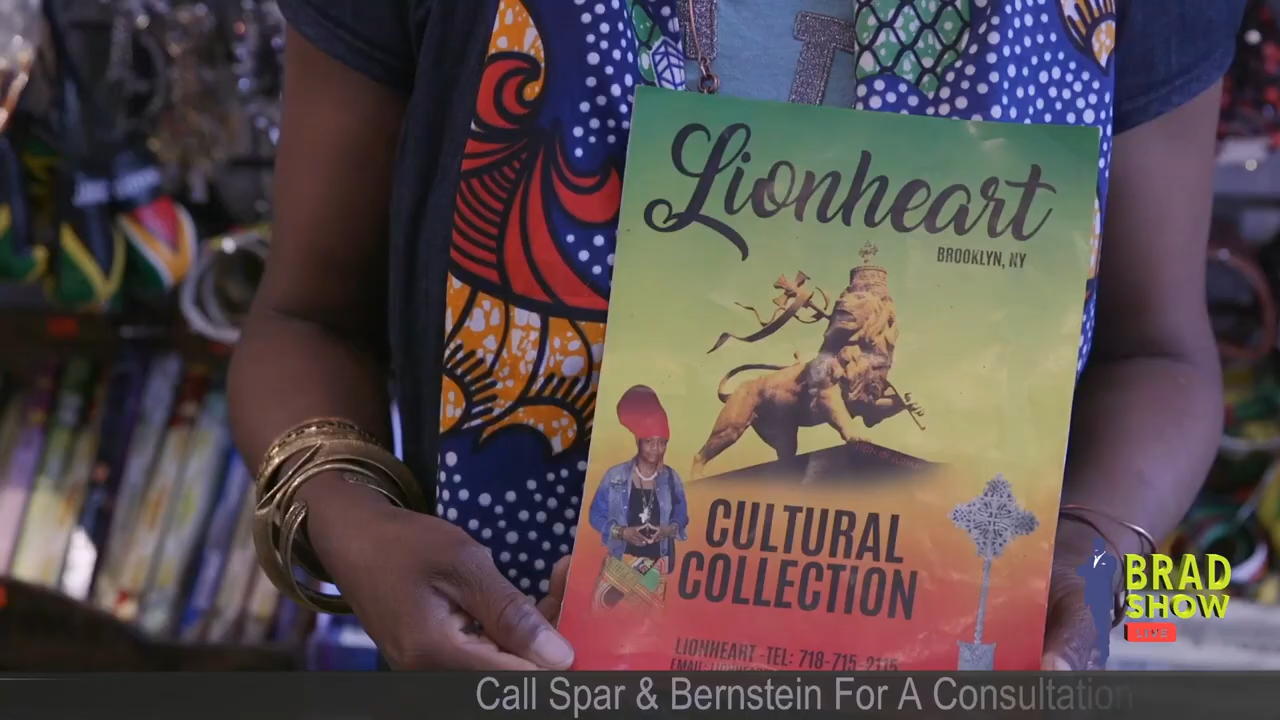 Lionheart
BROOKLYN, NY
CULTURAL
COLLECTION
LIONHEART -TEL: 718-715-2115
BRAD
SHOW
LIVE
Call Spar & Bernstein For A Consultation